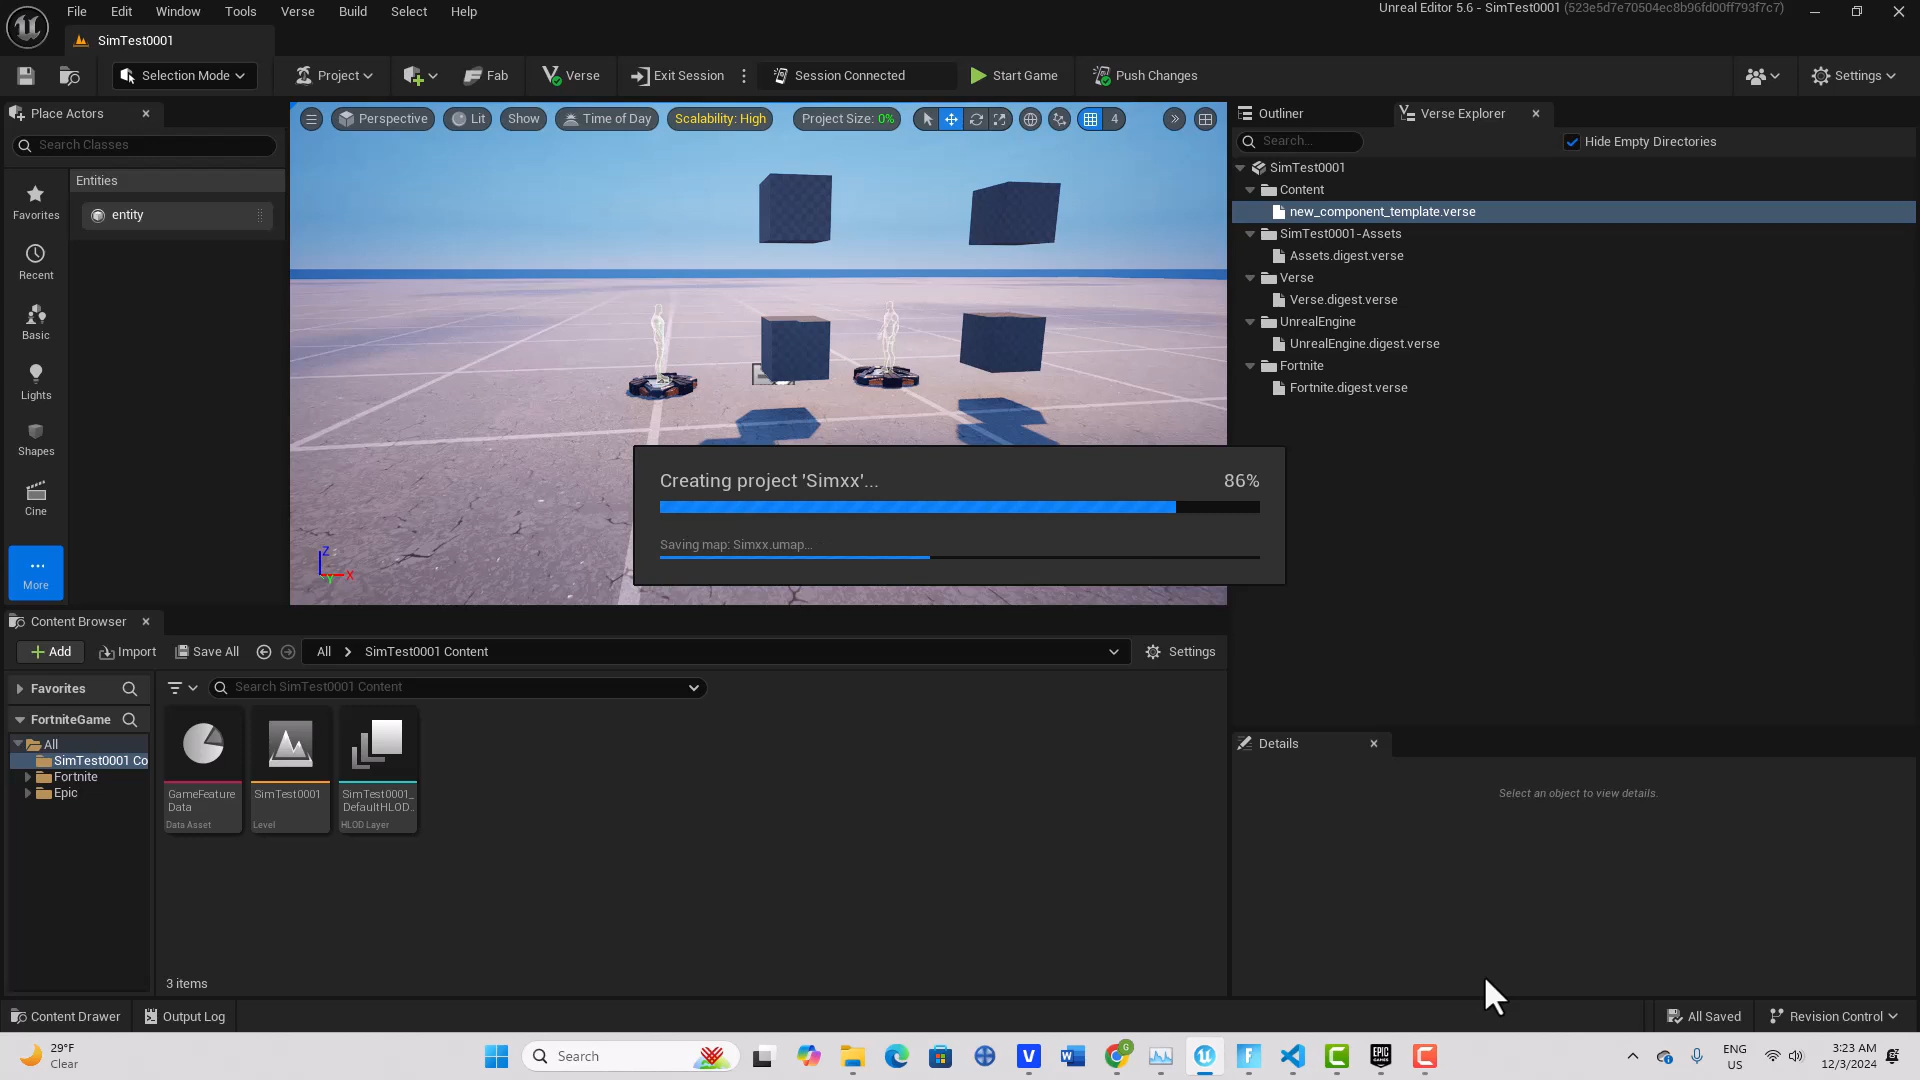 File Edit Window Tools Verse Build Select Help
Unreal Editor 5.6 - SimTest0001 (523e5d7e70504ec8b96fd00ff793f7c7)
SimTest0001
Selection Mode Project Fab Verse Exit Session Session Connected Start Game Push Changes Settings
Place Actors
Search Classes
Entities
entity
Favorites
Recent
Basic
Lights
Shapes
Cine
More
Perspective Lit Show Time of Day Scalability: High Project Size: 0% 4
Z
X
Y
Creating project 'Simxx'... 86%
Saving map: Simxx.umap...
Outliner Verse Explorer
Search... Hide Empty Directories
SimTest0001
Content
new_component_template.verse
SimTest0001-Assets
Assets.digest.verse
Verse
Verse.digest.verse
UnrealEngine
UnrealEngine.digest.verse
Fortnite
Fortnite.digest.verse
Details
Select an object to view details.
Content Browser
Add Import Save All All SimTest0001 Content Settings
Favorites
FortniteGame
All
SimTest0001 Co
Fortnite
Epic
Search SimTest0001 Content
GameFeature
Data
Data Asset
SimTest0001
Level
SimTest0001_
DefaultHLOD..
HLOD Layer
3 items
Content Drawer Output Log All Saved Revision Control
29°F
Clear
Search
V
G
EPIC
GAMES
ENG
US
3:23 AM
12/3/2024